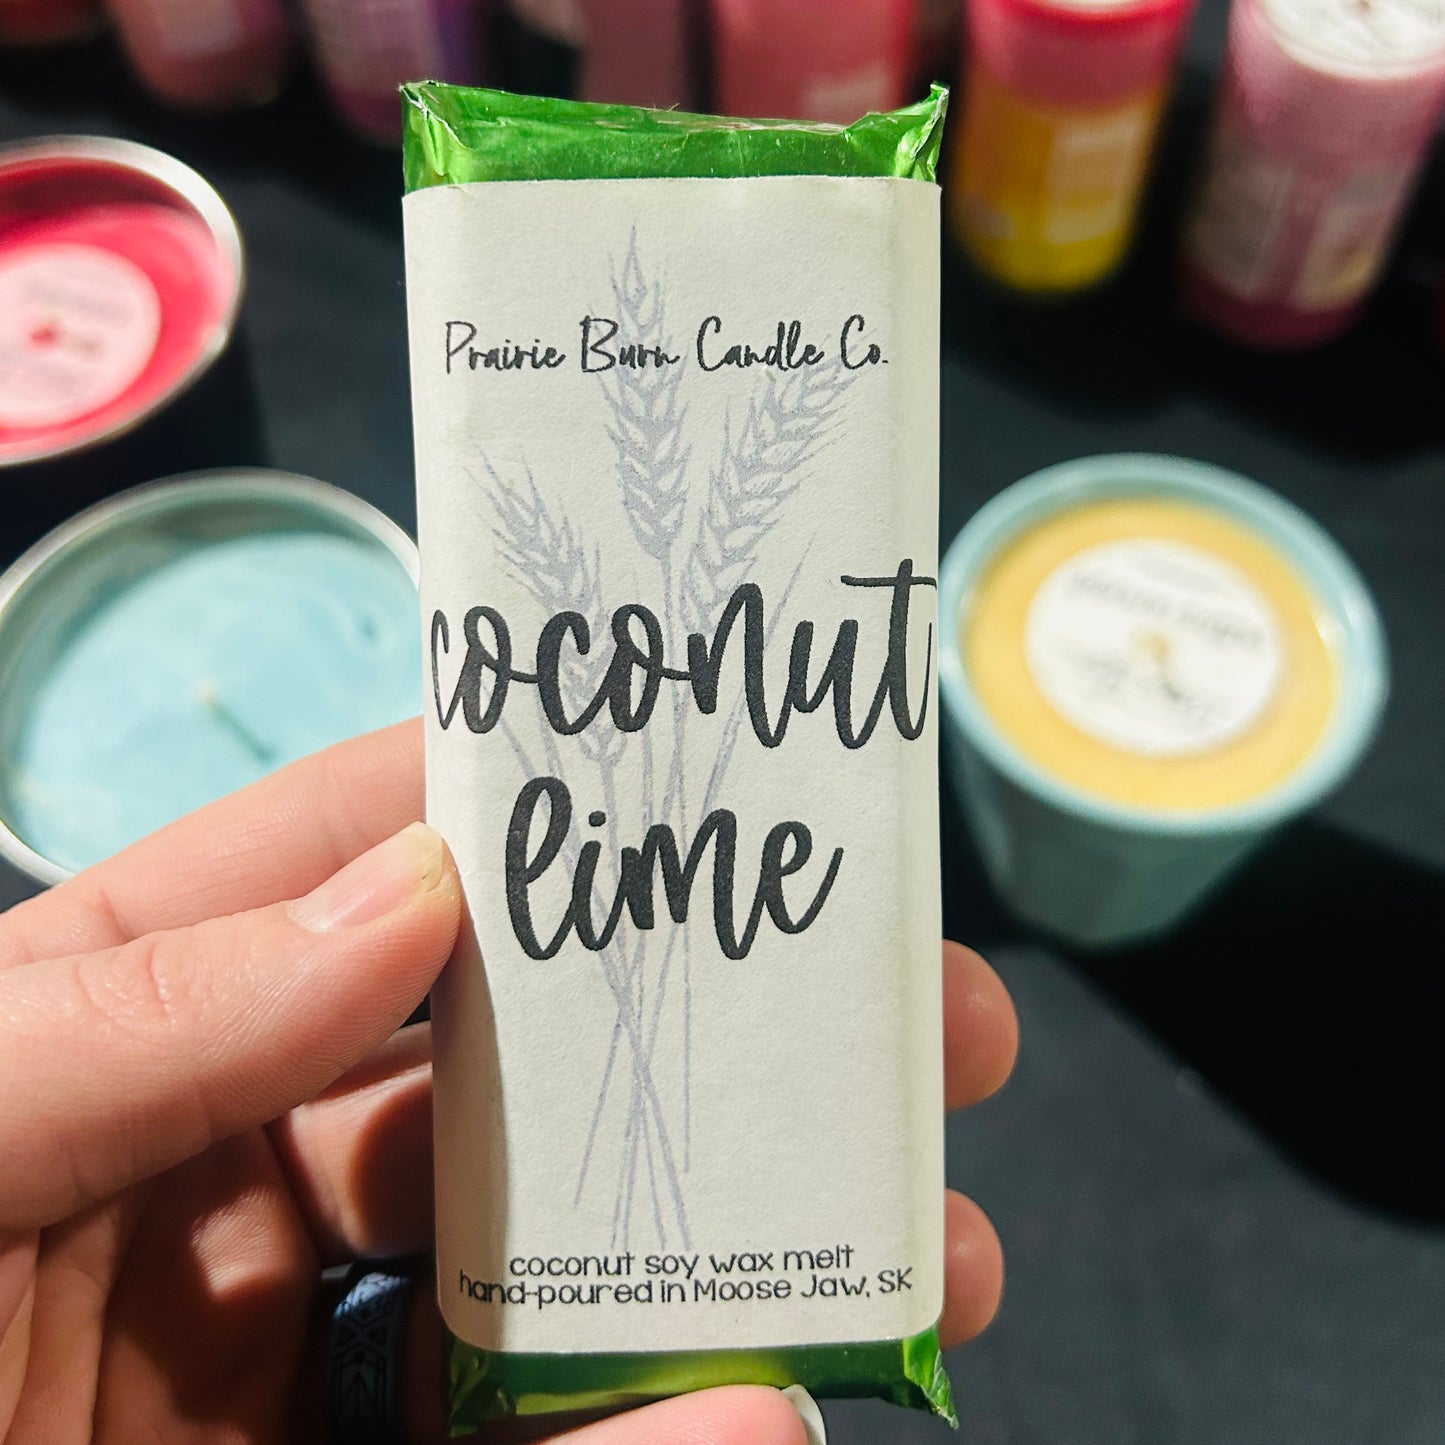 Prairie Burn Candle Co.
coconut
lime
coconut soy wax melt
hand-poured in Moose Jaw, SK